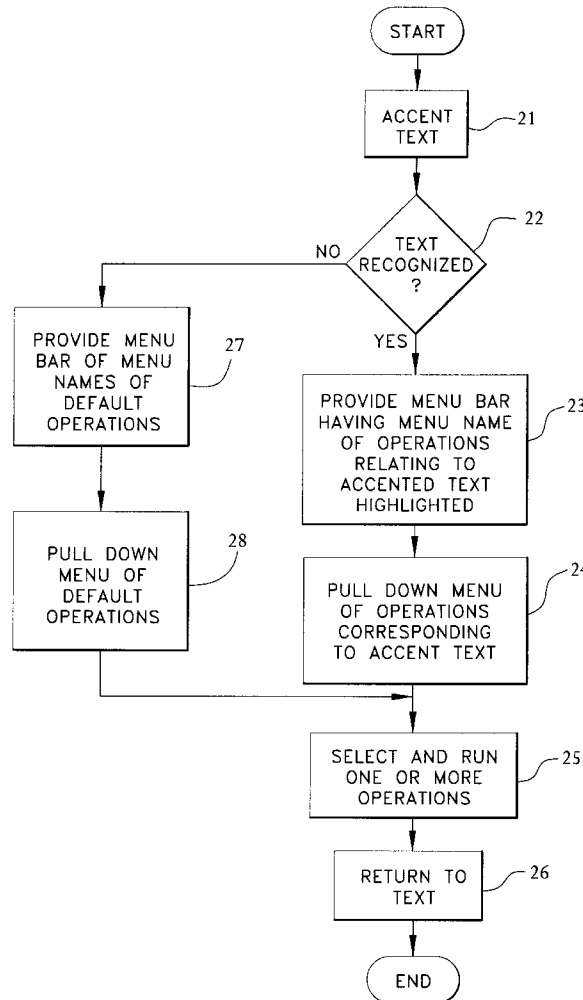 START
ACCENT
TEXT
21
TEXT
RECOGNIZED
?
22
NO
YES
PROVIDE MENU
BAR OF MENU
NAMES OF
DEFAULT
OPERATIONS
27
PROVIDE MENU BAR
HAVING MENU NAME
OF OPERATIONS
RELATING TO
ACCENTED TEXT
HIGHLIGHTED
23
PULL DOWN
MENU OF
DEFAULT
OPERATIONS
28
PULL DOWN MENU
OF OPERATIONS
CORRESPONDING
TO ACCENT TEXT
24
SELECT AND RUN
ONE OR MORE
OPERATIONS
25
RETURN TO
TEXT
26
END